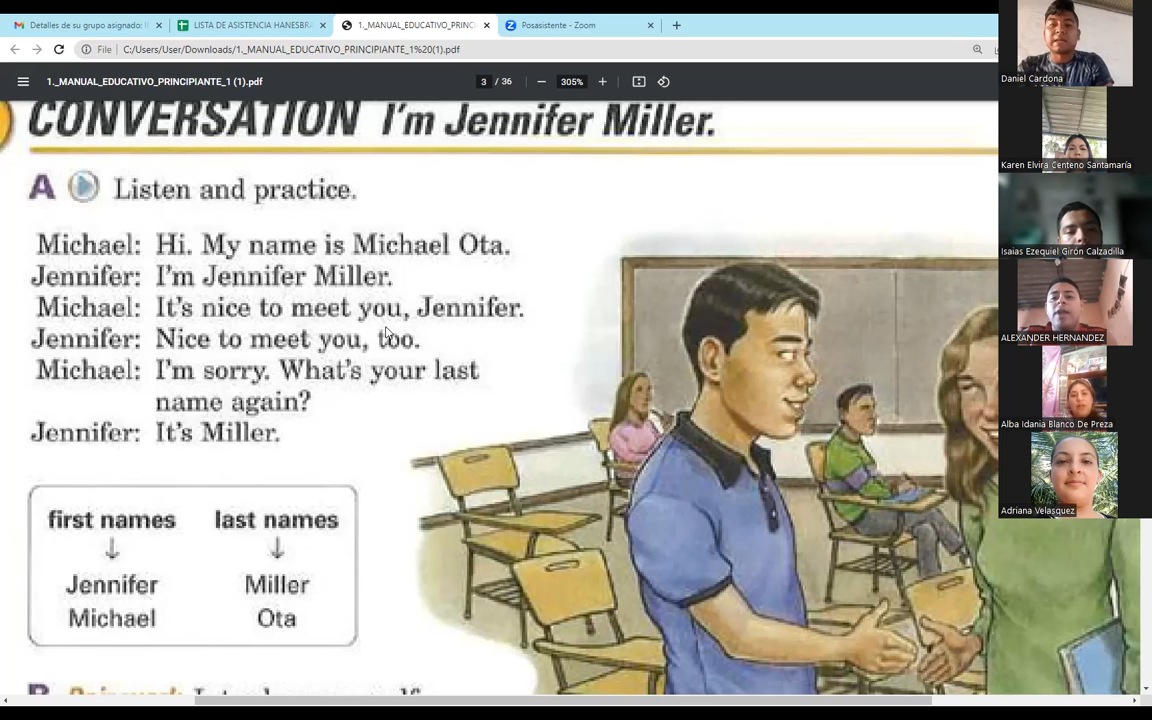 Detalles de su grupo asignado: I
LISTA DE ASISTENCIA HANESBRA
1._MANUAL_EDUCATIVO_PRINC
Posasistente - Zoom
File
C:/Users/User/Downloads/1._MANUAL_EDUCATIVO_PRINCIPIANTE_1%20(1).pdf
1._MANUAL_EDUCATIVO_PRINCIPIANTE_1 (1).pdf
3 / 36
305%
CONVERSATION I'm Jennifer Miller.
A Listen and practice.
Michael: Hi. My name is Michael Ota.
Jennifer: I'm Jennifer Miller.
Michael: It's nice to meet you, Jennifer.
Jennifer: Nice to meet you, too.
Michael: I'm sorry. What's your last
name again?
Jennifer: It's Miller.
first names last names
Jennifer Miller
Michael Ota
Daniel Cardona
Karen Elvira Centeno Santamaría
Isaias Ezequiel Girón Calzadilla
ALEXANDER HERNANDEZ
Alba Idania Blanco De Preza
Adriana Velasquez